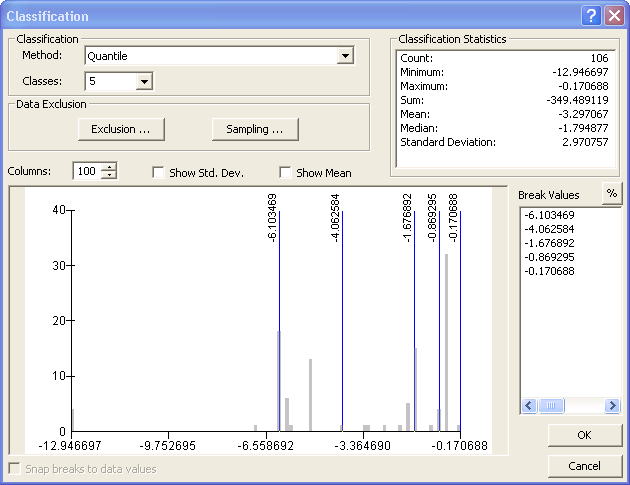 Classification
Classification
Method: Quantile
Classes: 5
Data Exclusion
Exclusion ...
Sampling ...
Classification Statistics
Count: 106
Minimum: -12.946697
Maximum: -0.170688
Sum: -349.489119
Mean: -3.297067
Median: -1.794877
Standard Deviation: 2.970757
Columns: 100
Show Std. Dev.
Show Mean
Break Values
%
-6.103469
-4.062584
-1.676892
-0.869295
-0.170688
40
30
20
10
0
-6.103469
-4.062584
-1.676892
-0.869295
-0.170688
-12.946697
-9.752695
-6.558692
-3.364690
-0.170688
OK
Cancel
Snap breaks to data values